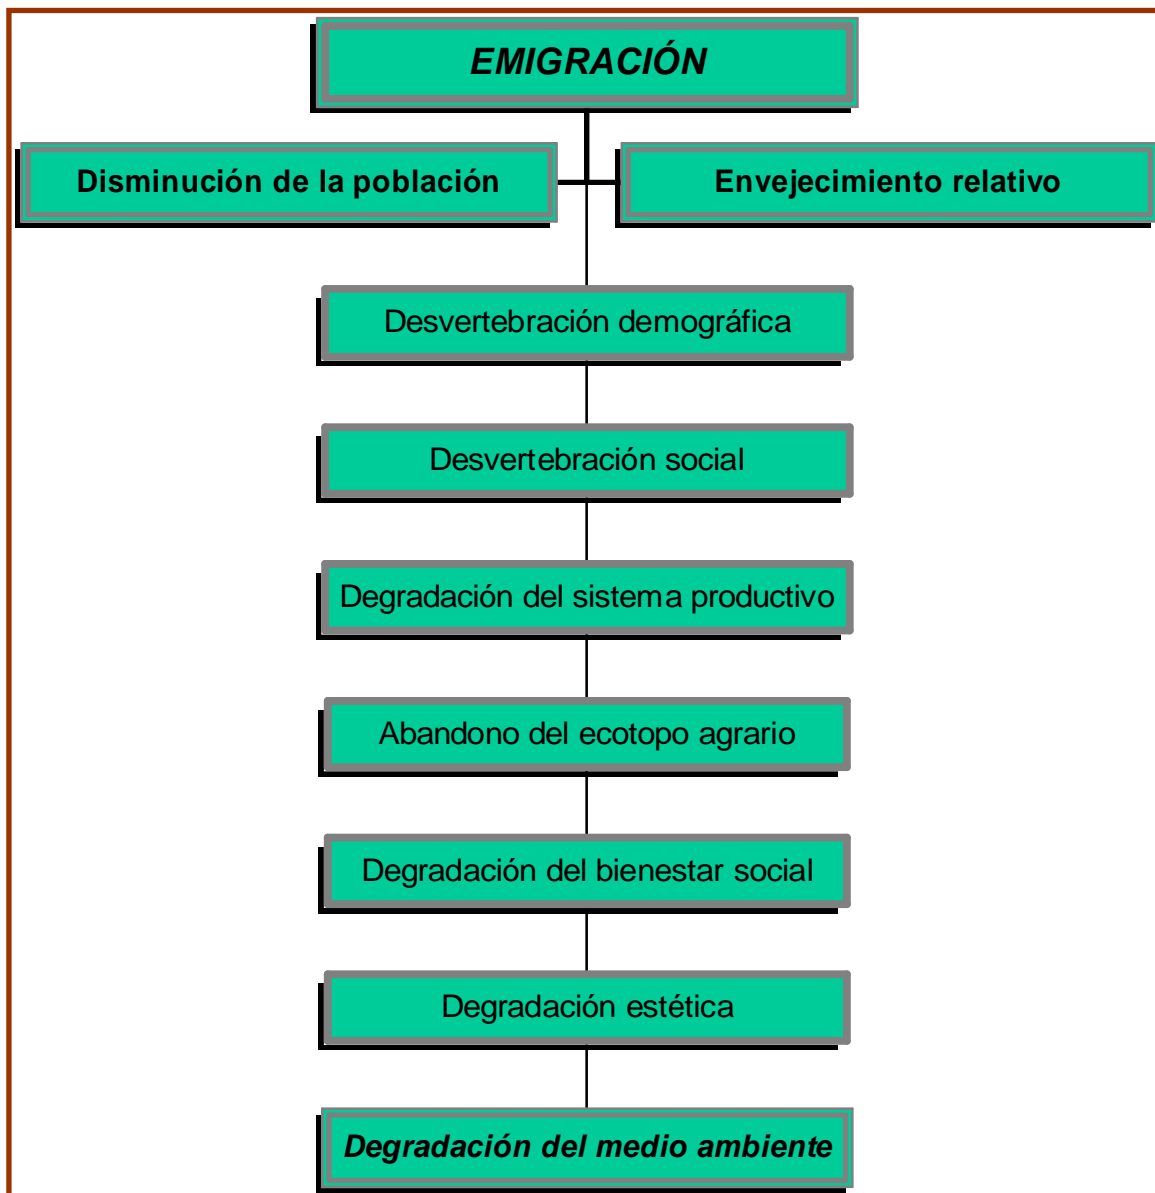 EMIGRACIÓN
Disminución de la población
Envejecimiento relativo
Desvertebración demográfica
Desvertebración social
Degradación del sistema productivo
Abandono del ecotopo agrario
Degradación del bienestar social
Degradación estética
Degradación del medio ambiente